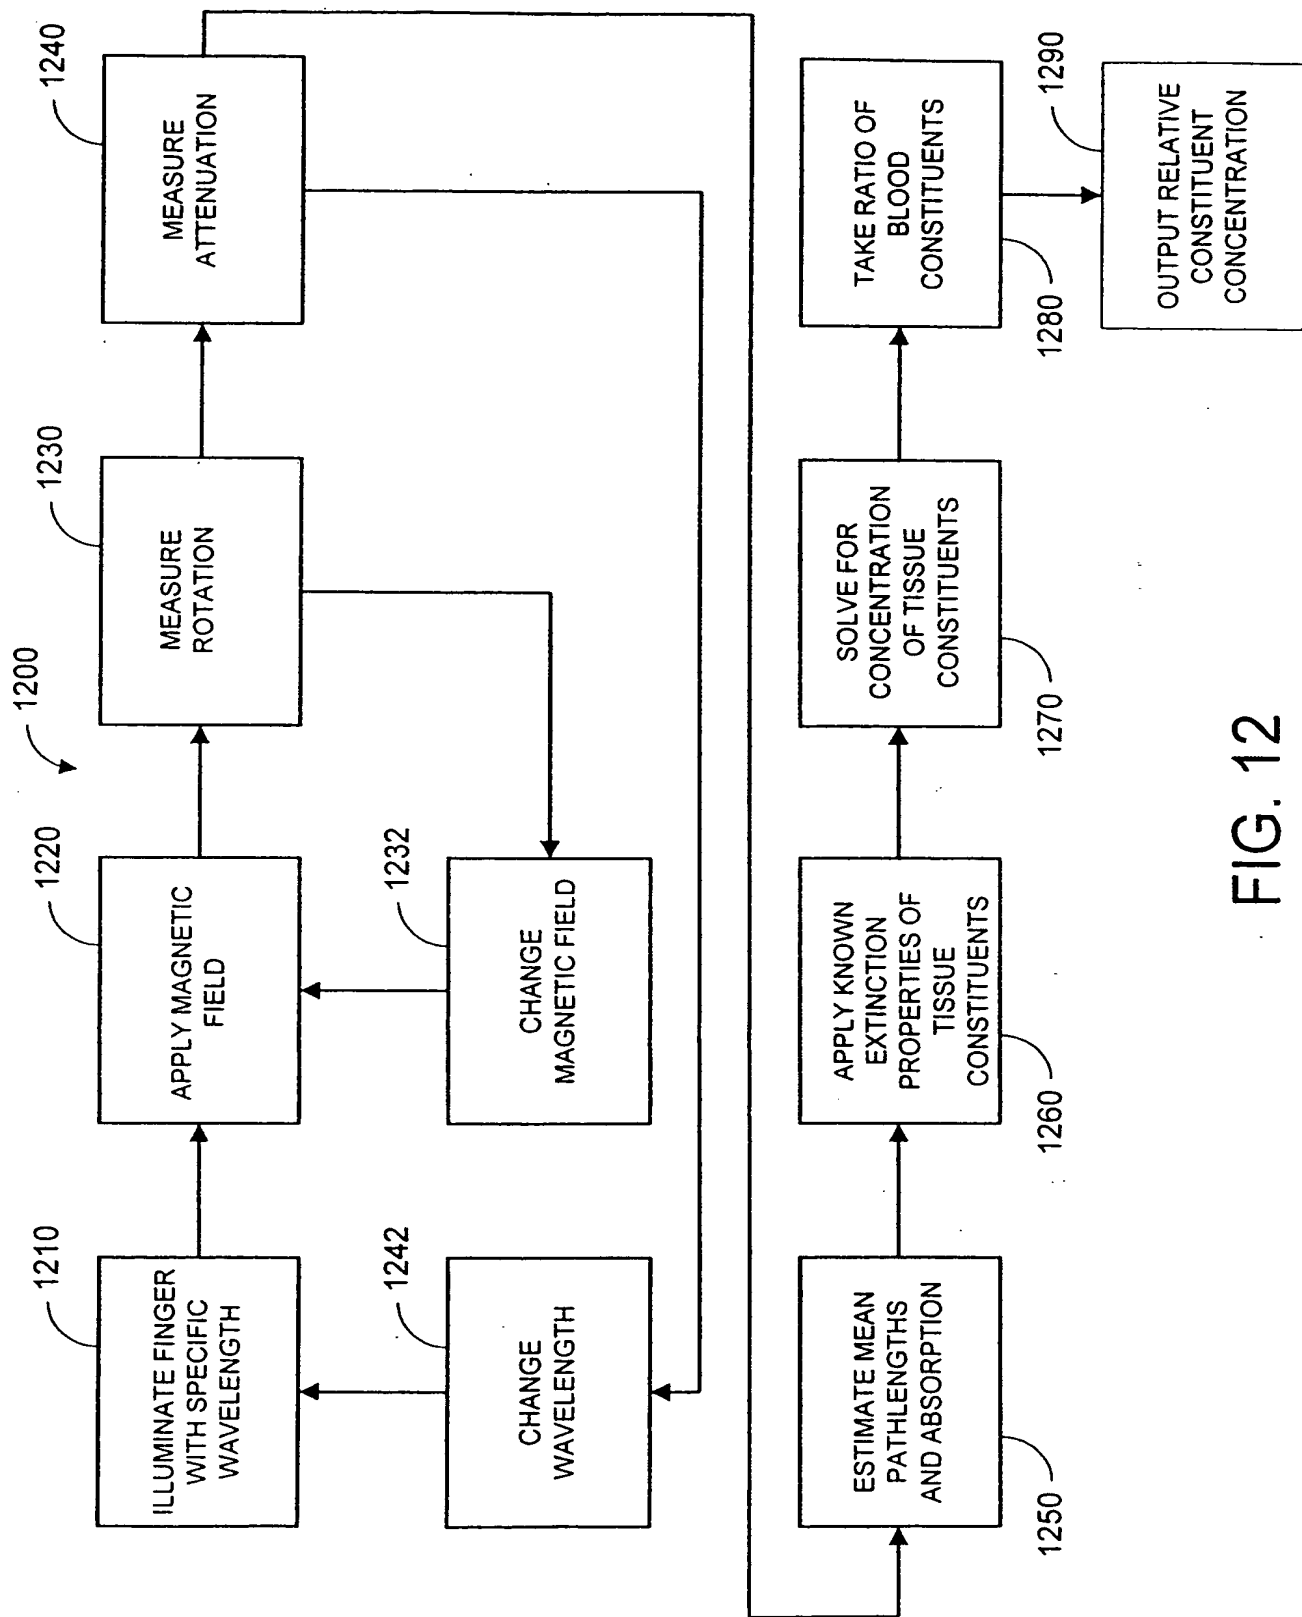 1200
1210
ILLUMINATE FINGER
WITH SPECIFIC
WAVELENGTH
1220
APPLY MAGNETIC
FIELD
1230
MEASURE
ROTATION
1240
MEASURE
ATTENUATION
1242
CHANGE
WAVELENGTH
1232
CHANGE
MAGNETIC FIELD
ESTIMATE MEAN
PATHLENGTHS
AND ABSORPTION
1250
APPLY KNOWN
EXTINCTION
PROPERTIES OF
TISSUE
CONSTITUENTS
1260
SOLVE FOR
CONCENTRATION
OF TISSUE
CONSTITUENTS
1270
TAKE RATIO OF
BLOOD
CONSTITUENTS
1280
1290
OUTPUT RELATIVE
CONSTITUENT
CONCENTRATION
FIG. 12